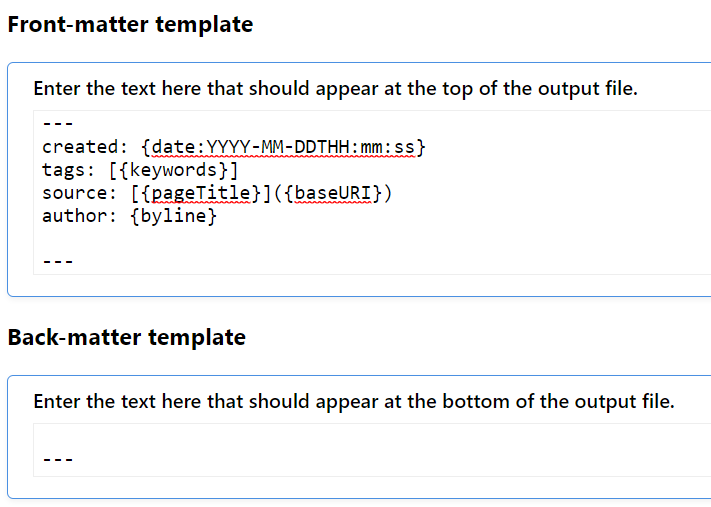 Front-matter template
Enter the text here that should appear at the top of the output file.
---
created: {date:YYYY-MM-DDTHH:mm:ss}
tags: [{keywords}]
source: [{pageTitle}]({baseURI})
author: {byline}
---
Back-matter template
Enter the text here that should appear at the bottom of the output file.
---